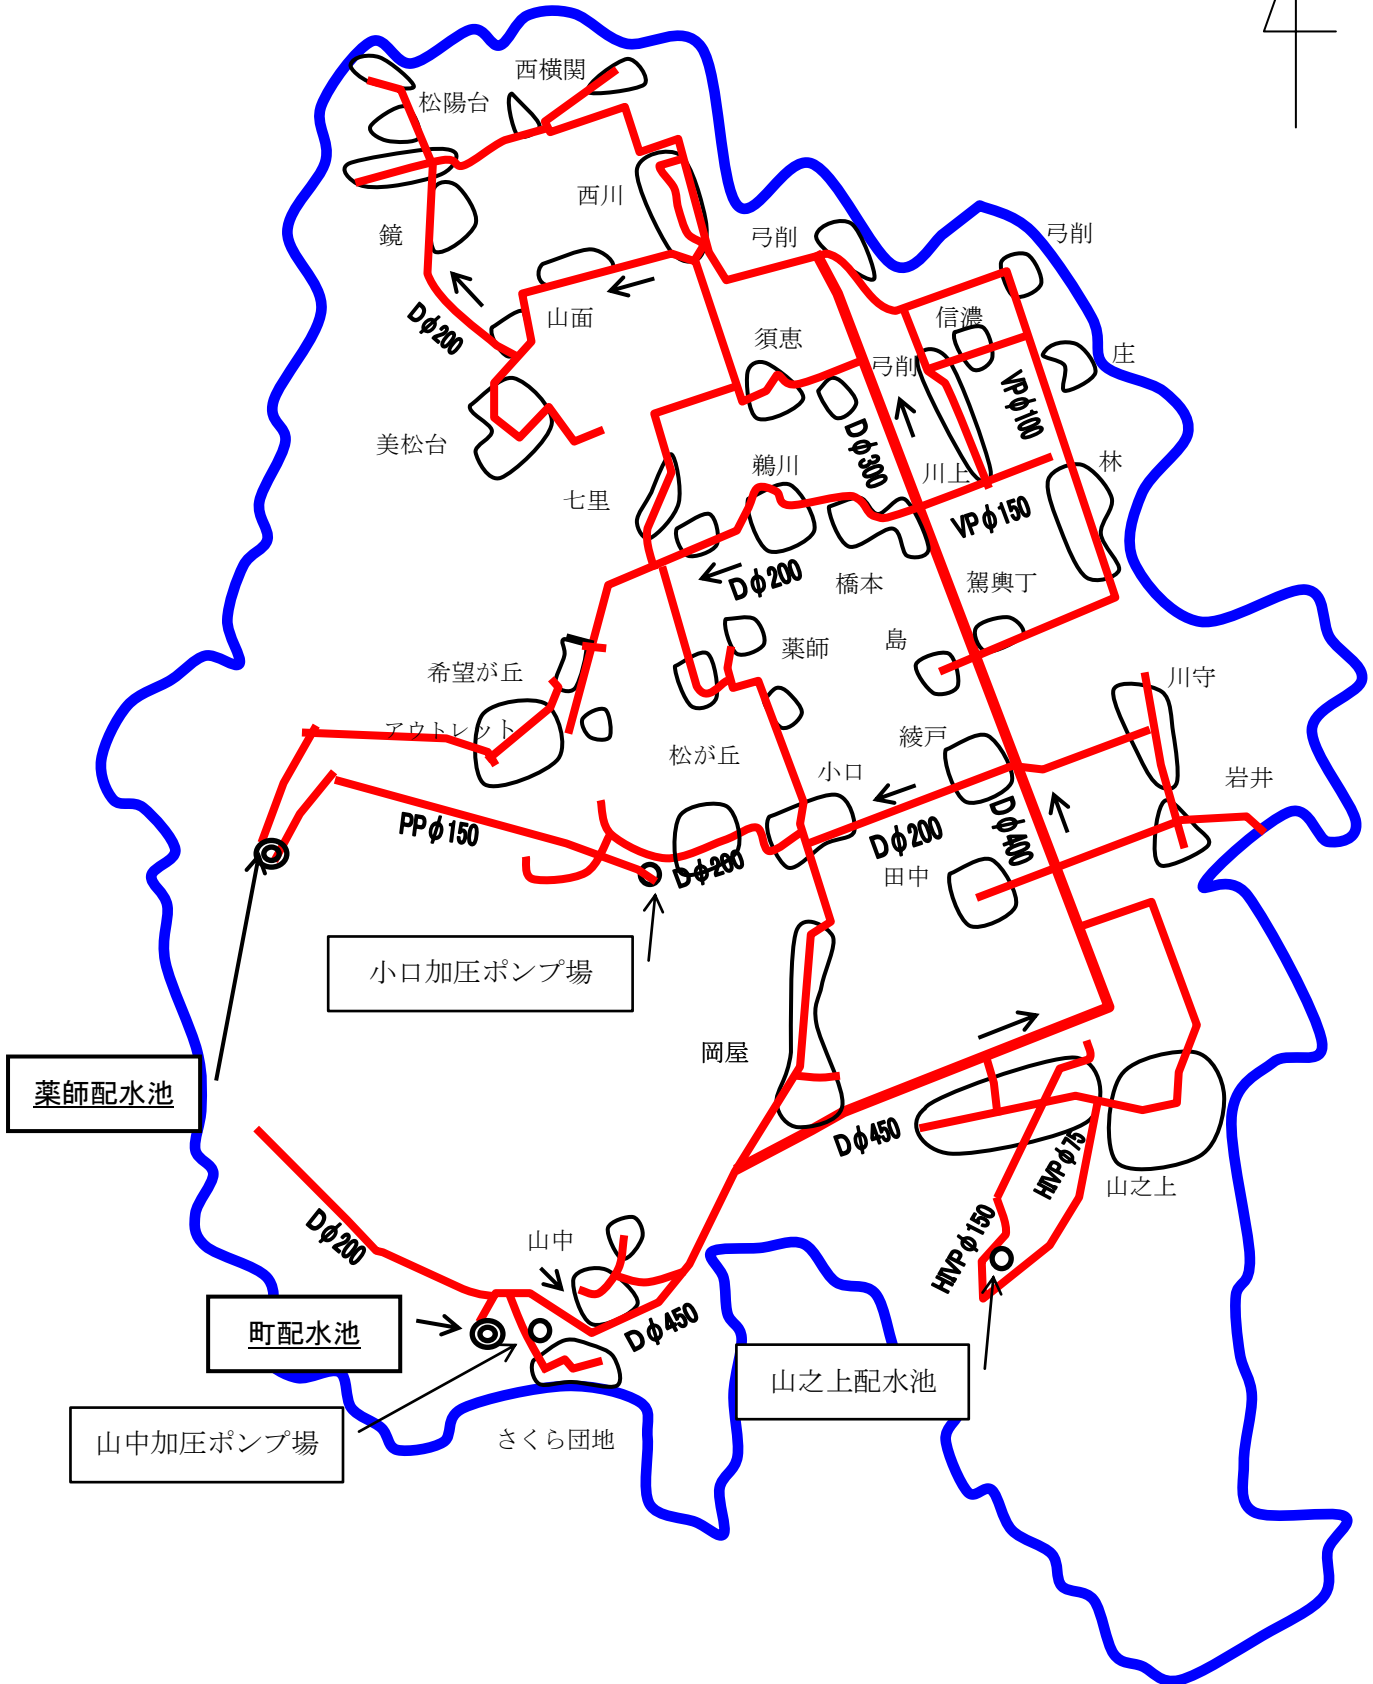 西横関
松陽台
西川
鏡
弓削
弓削
Dφ200
山面
信濃
須恵
弓削
庄
VPφ100
美松台
Dφ300
鵜川
川上
林
七里
VPφ150
Dφ200
橋本
駕輿丁
薬師
島
希望が丘
川守
アウトレット
松が丘
綾戸
小口
岩井
PPφ150
Dφ200
Dφ200
Dφ400
田中
小口加圧ポンプ場
岡屋
薬師配水池
Dφ450
HIVPφ75
山之上
Dφ200
山中
HIVPφ150
町配水池
Dφ450
山之上配水池
山中加圧ポンプ場
さくら団地